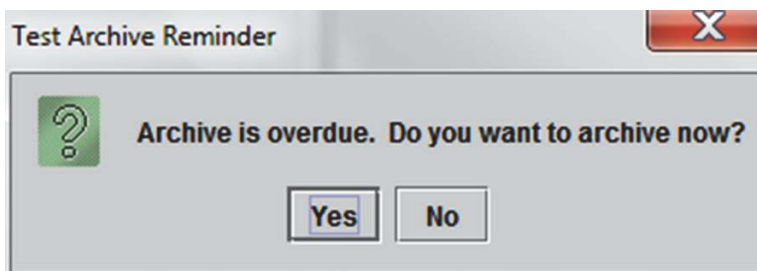 Test Archive Reminder
Archive is overdue.  Do you want to archive now?
Yes No